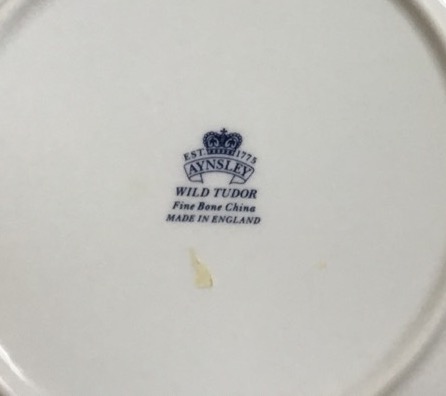 EST. 1775
AYNSLEY
WILD TUDOR
Fine Bone China
MADE IN ENGLAND